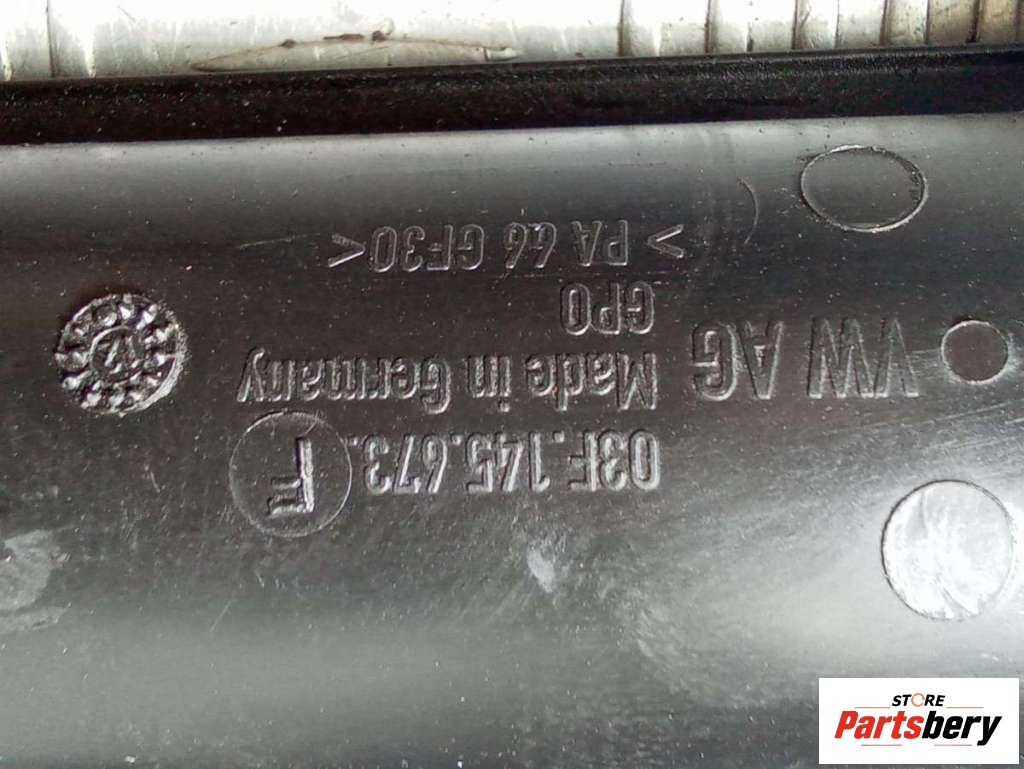 03F.145.673. F
Made in Germany
VW AG
GPO
> PA 66 GF30 <
STORE
Partsbery